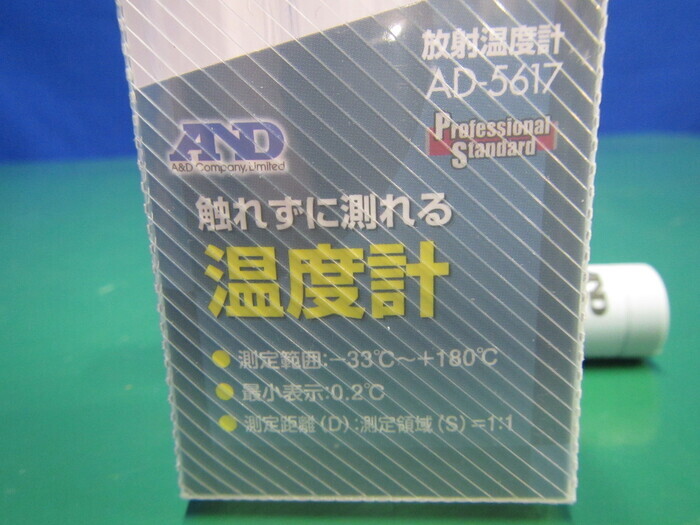 放射温度計
AD-5617
AND
A&D Company, Limited
Professional
Standard
触れずに測れる
温度計
●測定範囲:−33℃〜+180℃
●最小表示:0.2℃
●測定距離(D):測定領域(S)=1:1
AND